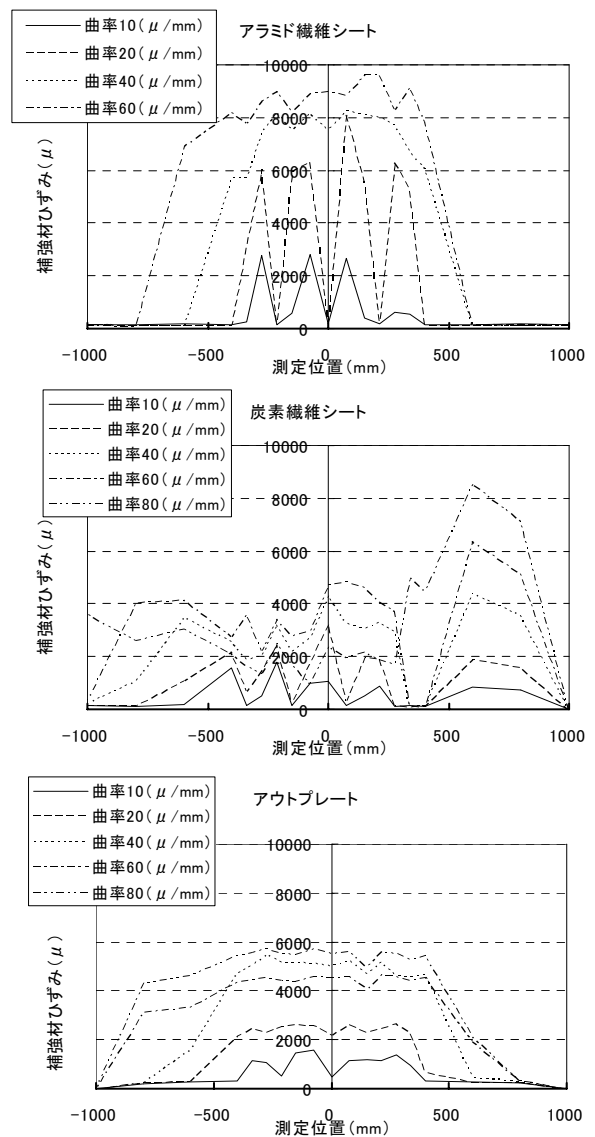 アラミド繊維シート
曲率10(μ/mm)
曲率20(μ/mm)
曲率40(μ/mm)
曲率60(μ/mm)
補強材ひずみ(μ)
10000
8000
6000
4000
2000
0
-1000
-500
0
500
1000
測定位置(mm)
炭素繊維シート
曲率10(μ/mm)
曲率20(μ/mm)
曲率40(μ/mm)
曲率60(μ/mm)
曲率80(μ/mm)
補強材ひずみ(μ)
10000
8000
6000
4000
2000
0
-1000
-500
0
500
1000
測定位置(mm)
アウトプレート
曲率10(μ/mm)
曲率20(μ/mm)
曲率40(μ/mm)
曲率60(μ/mm)
曲率80(μ/mm)
補強材ひずみ(μ)
10000
8000
6000
4000
2000
0
-1000
-500
0
500
1000
測定位置(mm)